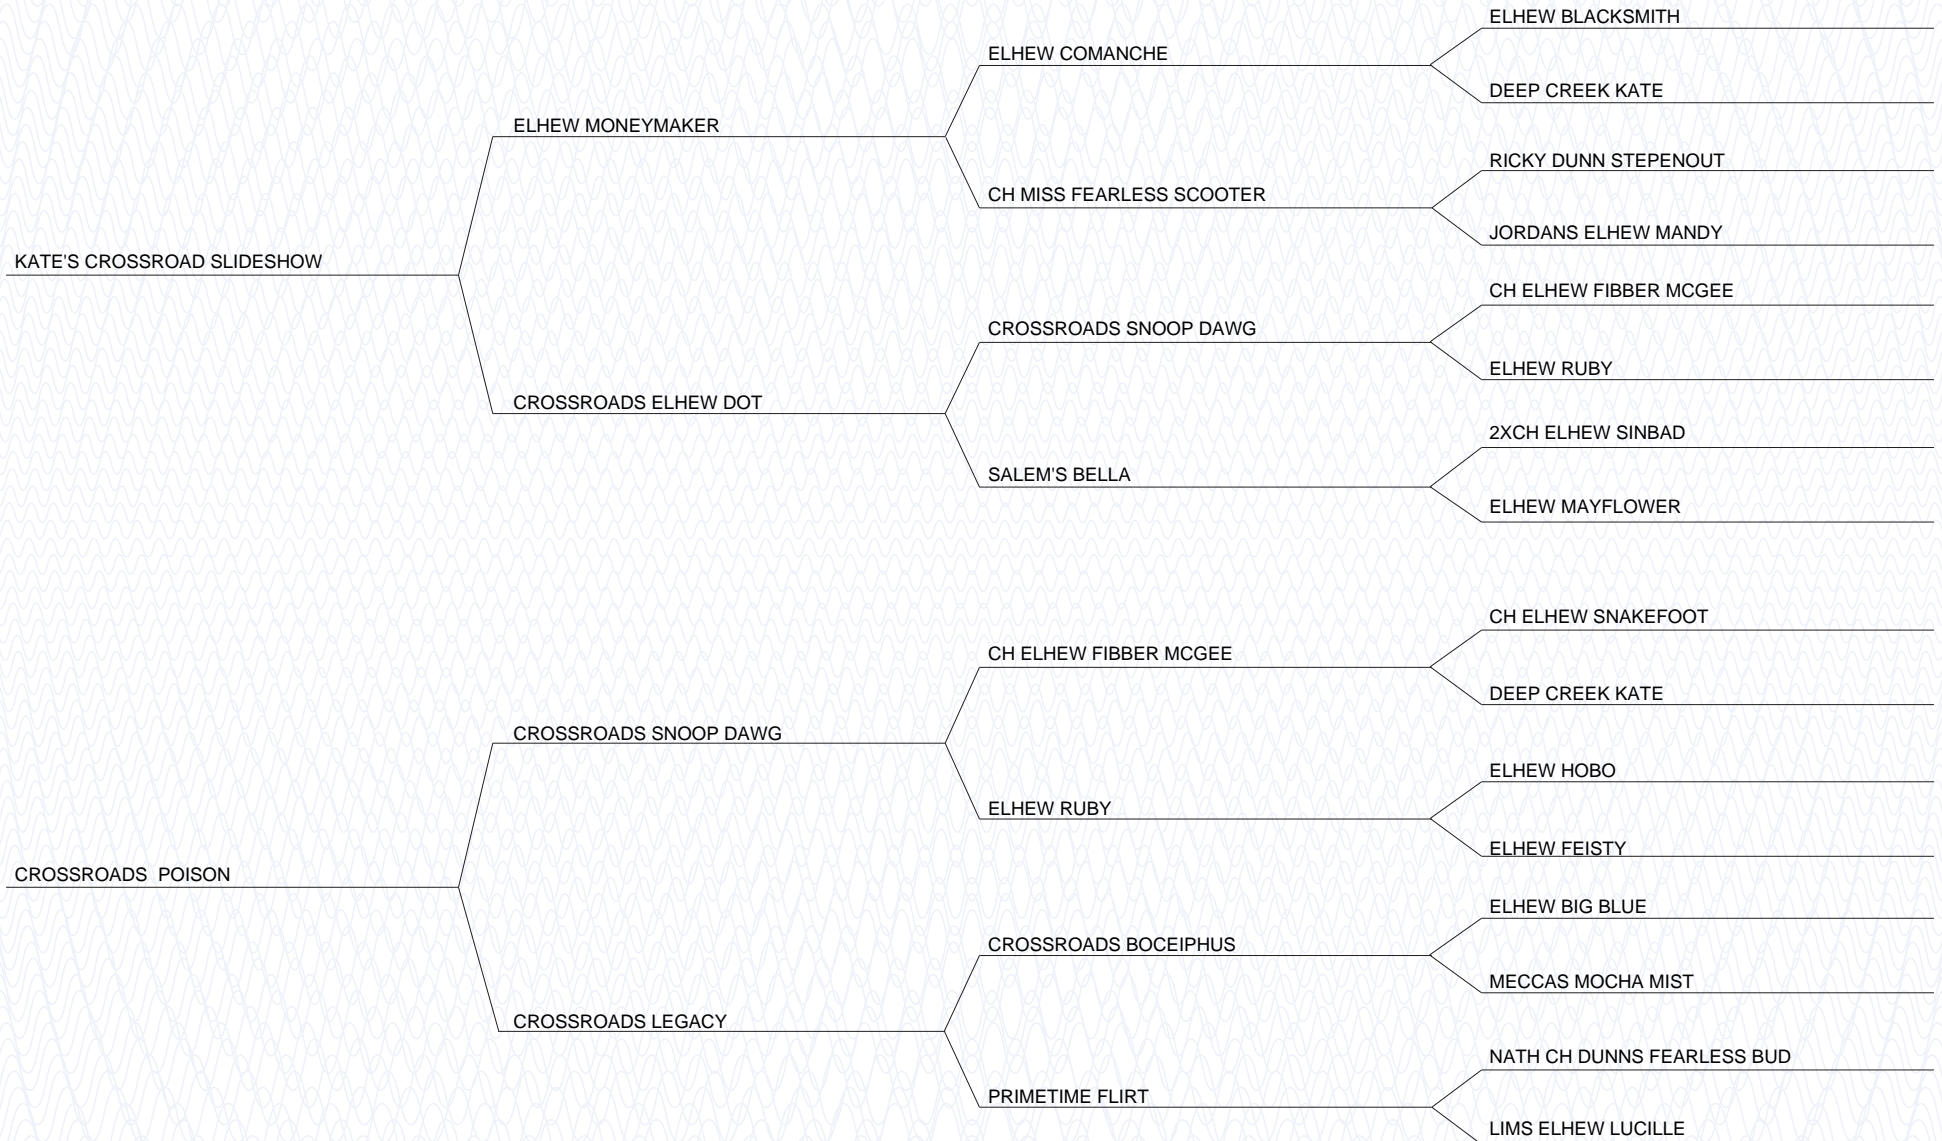 ELHEW BLACKSMITH
ELHEW COMANCHE
DEEP CREEK KATE
ELHEW MONEYMAKER
RICKY DUNN STEPENOUT
CH MISS FEARLESS SCOOTER
JORDANS ELHEW MANDY
KATE'S CROSSROAD SLIDESHOW
CH ELHEW FIBBER MCGEE
CROSSROADS SNOOP DAWG
ELHEW RUBY
CROSSROADS ELHEW DOT
2XCH ELHEW SINBAD
SALEM'S BELLA
ELHEW MAYFLOWER
CH ELHEW SNAKEFOOT
CH ELHEW FIBBER MCGEE
DEEP CREEK KATE
CROSSROADS SNOOP DAWG
ELHEW HOBO
ELHEW RUBY
ELHEW FEISTY
CROSSROADS  POISON
ELHEW BIG BLUE
CROSSROADS BOCEIPHUS
MECCAS MOCHA MIST
CROSSROADS LEGACY
NATH CH DUNNS FEARLESS BUD
PRIMETIME FLIRT
LIMS ELHEW LUCILLE